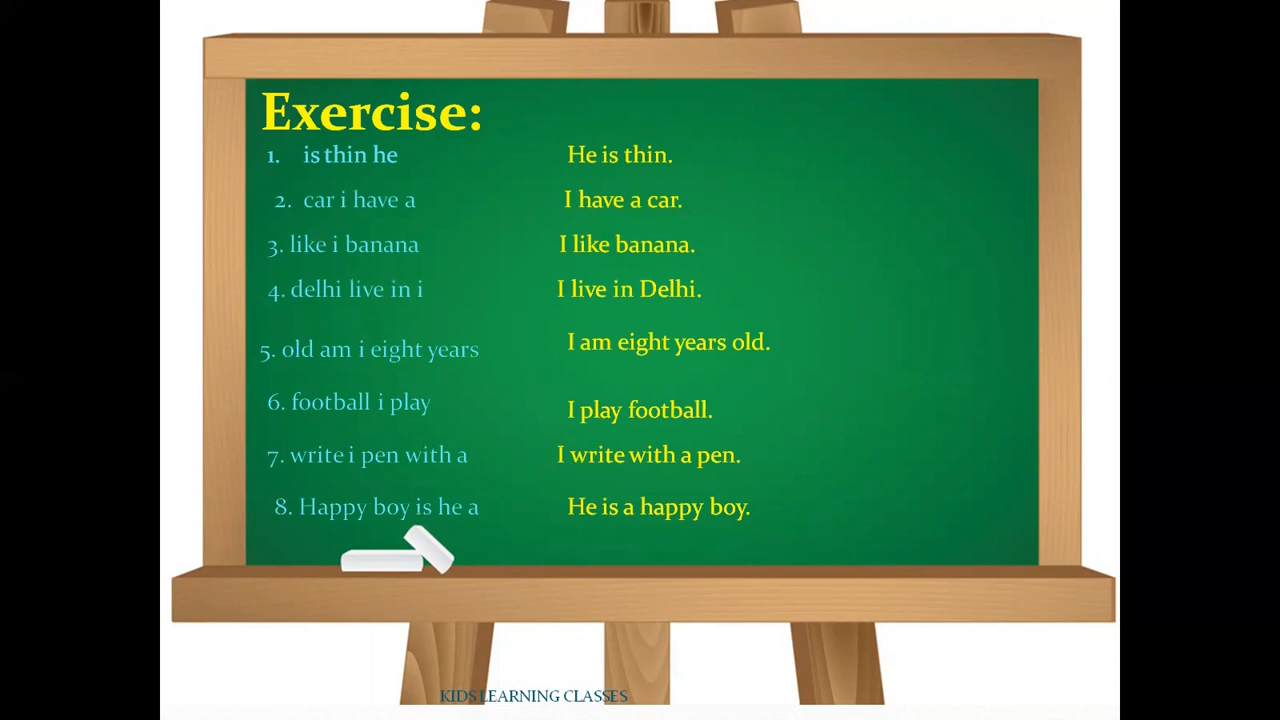 Exercise:
1. is thin he He is thin.
2. car i have a I have a car.
3. like i banana I like banana.
4. delhi live in i I live in Delhi.
5. old am i eight years I am eight years old.
6. football i play I play football.
7. write i pen with a I write with a pen.
8. Happy boy is he a He is a happy boy.
KIDS LEARNING CLASSES